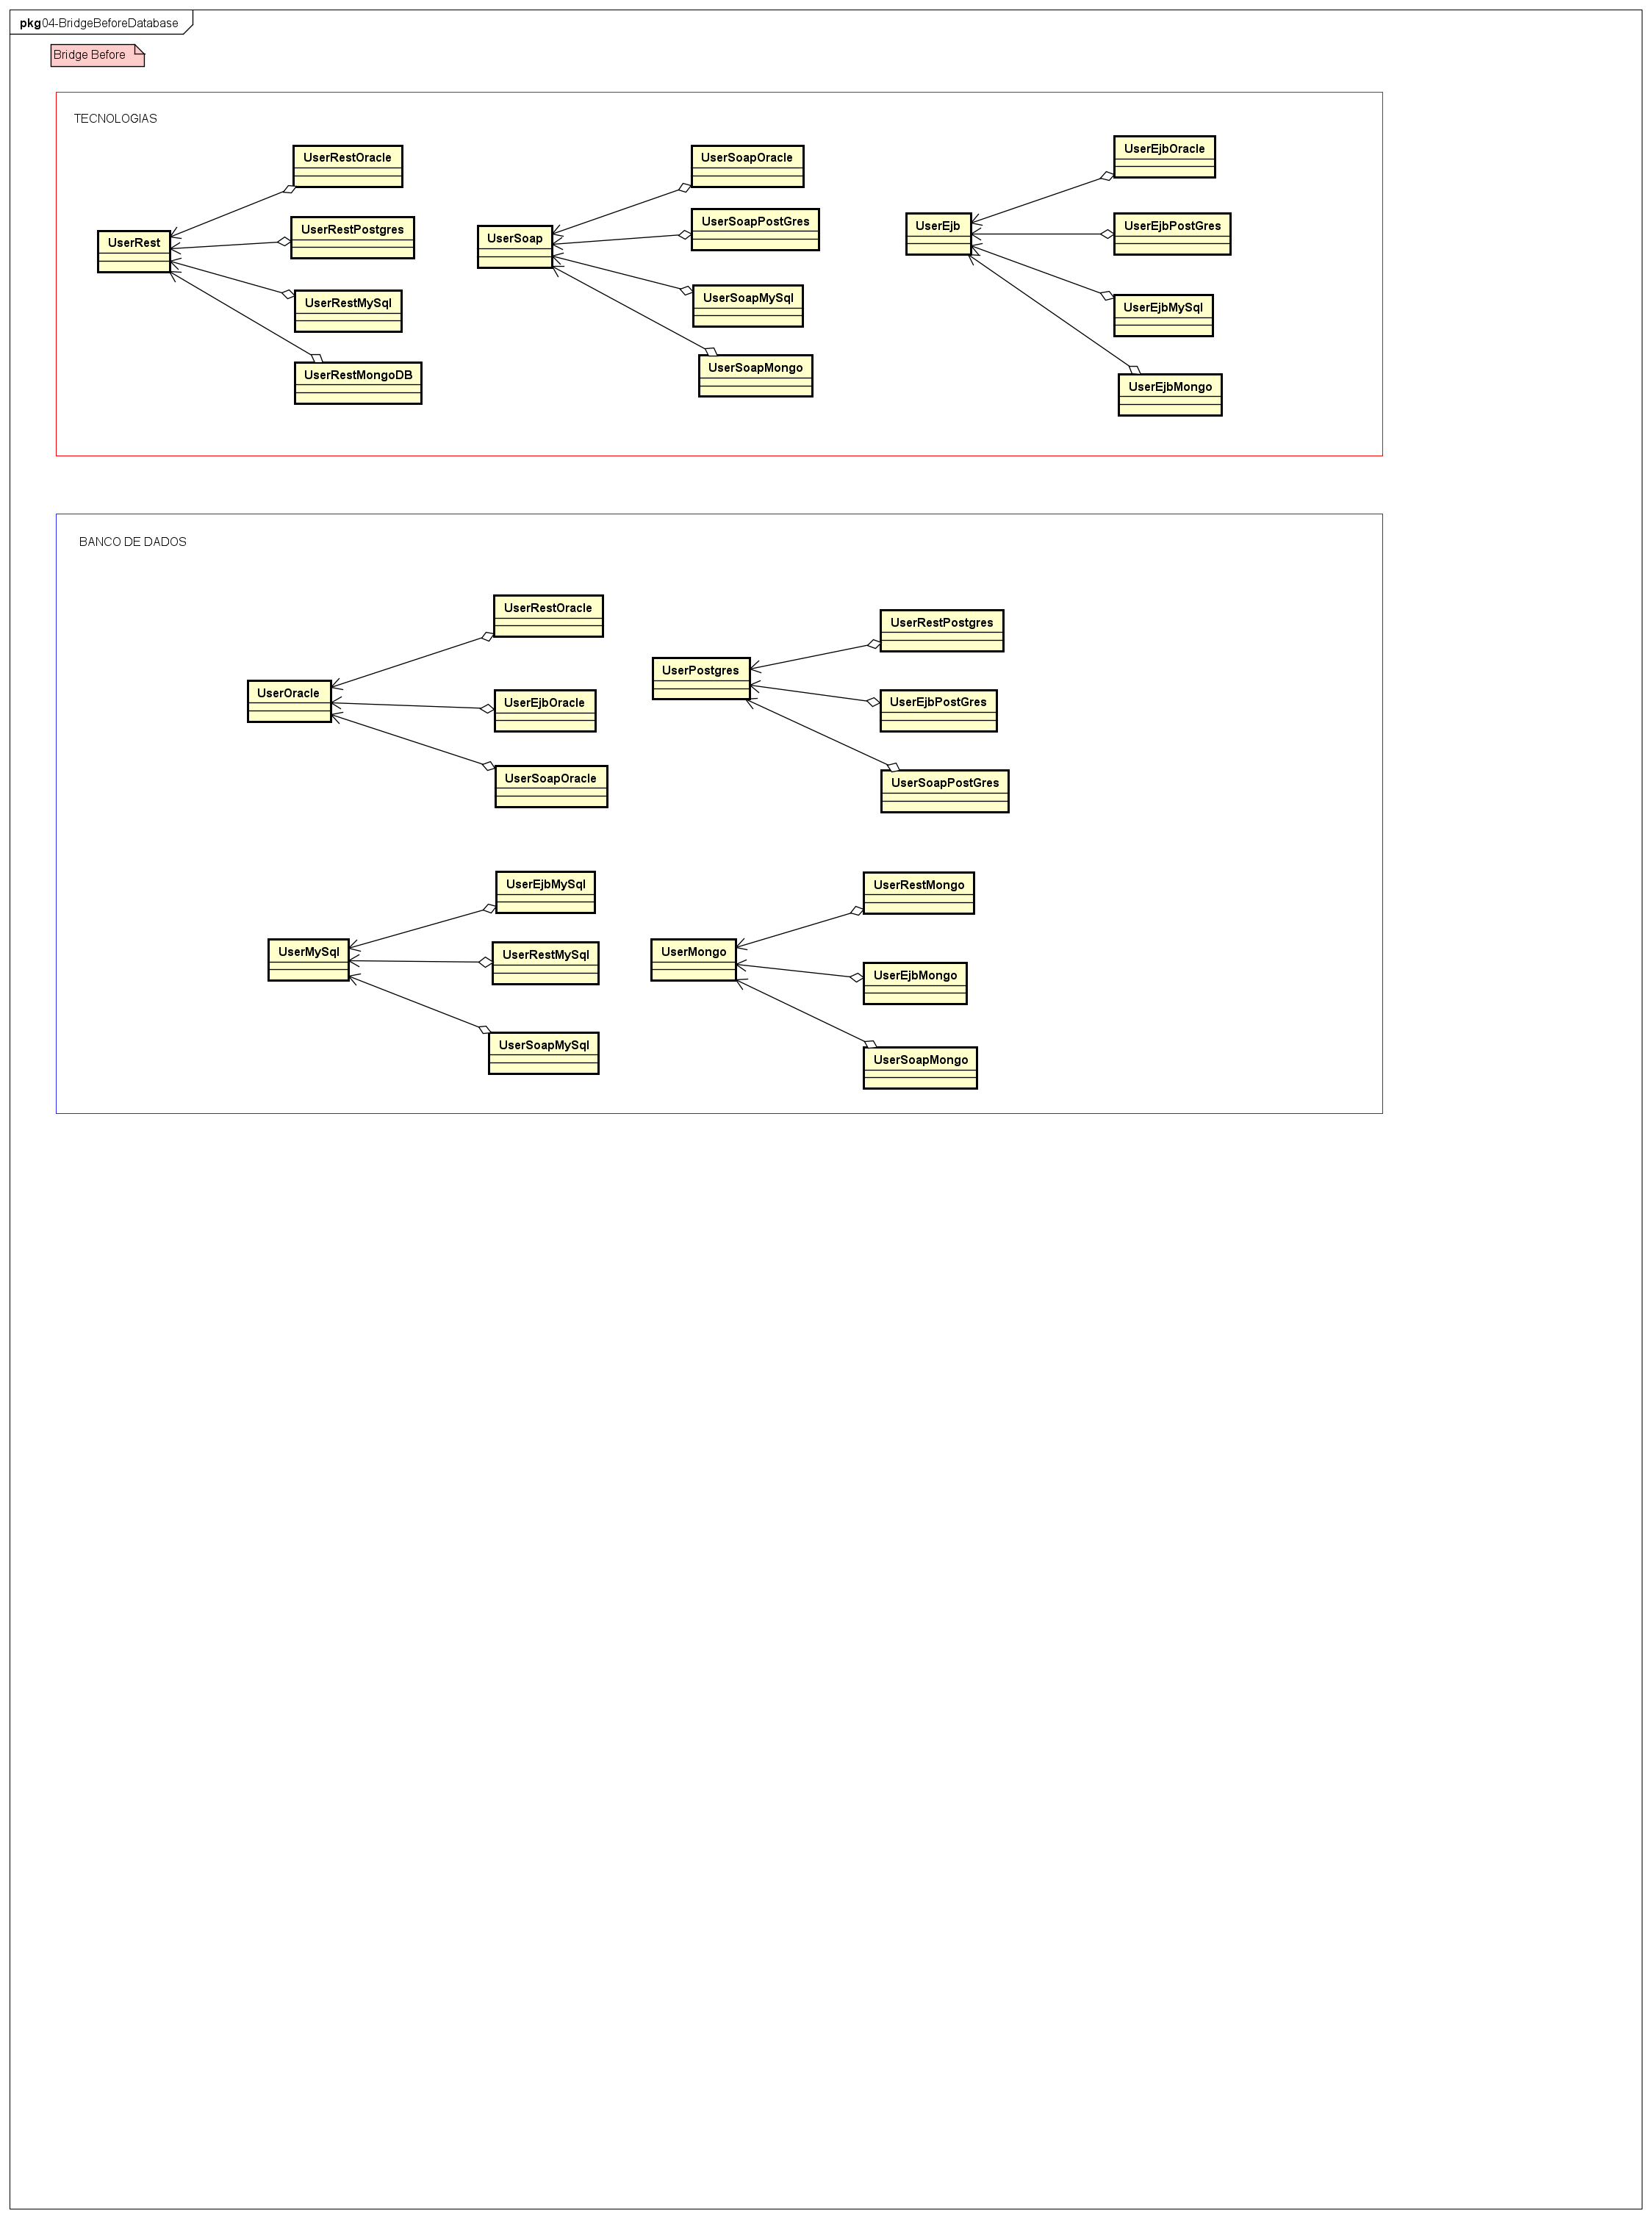 pkg 04-BridgeBeforeDatabase
Bridge Before
TECNOLOGIAS
UserRest
UserRestOracle
UserRestPostgres
UserRestMySql
UserRestMongoDB
UserSoap
UserSoapOracle
UserSoapPostGres
UserSoapMySql
UserSoapMongo
UserEjb
UserEjbOracle
UserEjbPostGres
UserEjbMySql
UserEjbMongo
BANCO DE DADOS
UserOracle
UserRestOracle
UserEjbOracle
UserSoapOracle
UserPostgres
UserRestPostgres
UserEjbPostGres
UserSoapPostGres
UserMySql
UserEjbMySql
UserRestMySql
UserSoapMySql
UserMongo
UserRestMongo
UserEjbMongo
UserSoapMongo